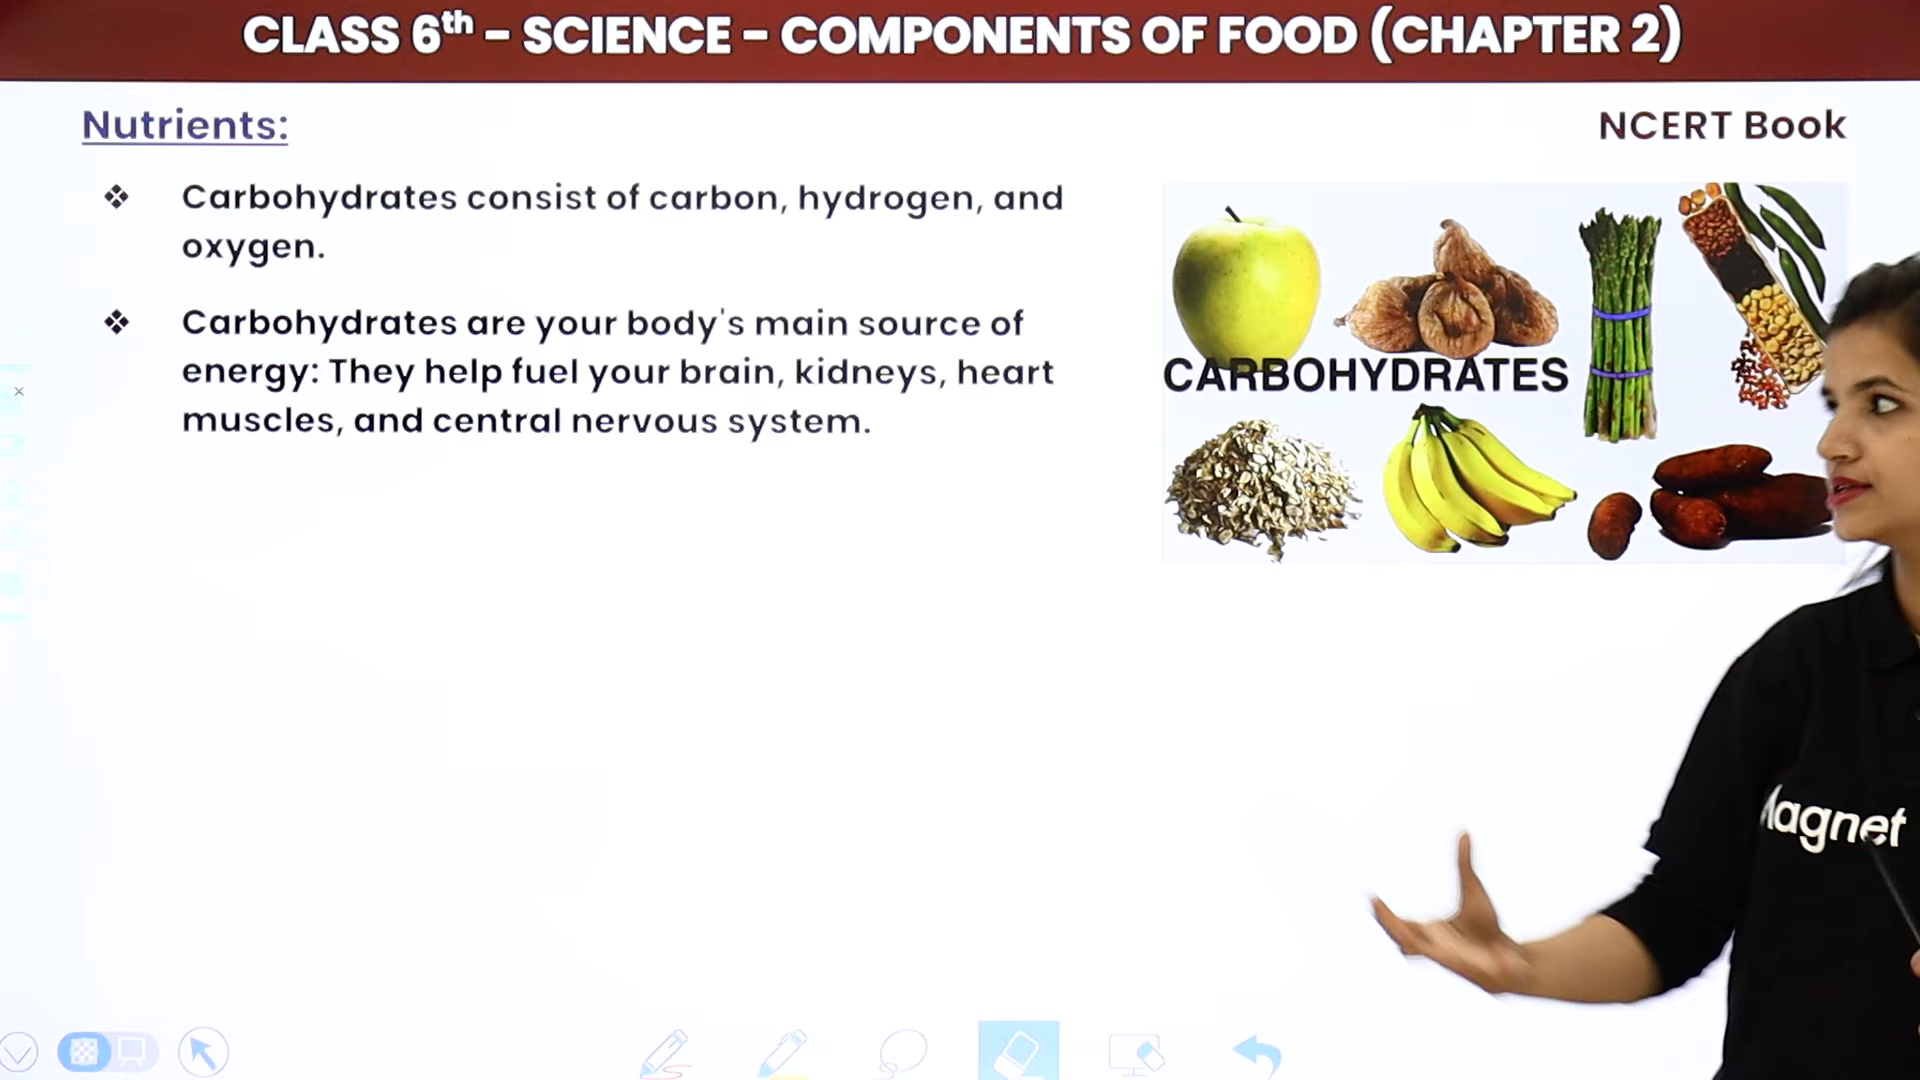 CLASS 6th – SCIENCE – COMPONENTS OF FOOD (CHAPTER 2)
Nutrients:
NCERT Book
❖ Carbohydrates consist of carbon, hydrogen, and
oxygen.
❖ Carbohydrates are your body's main source of
energy: They help fuel your brain, kidneys, heart
muscles, and central nervous system.
CARBOHYDRATES
Magnet